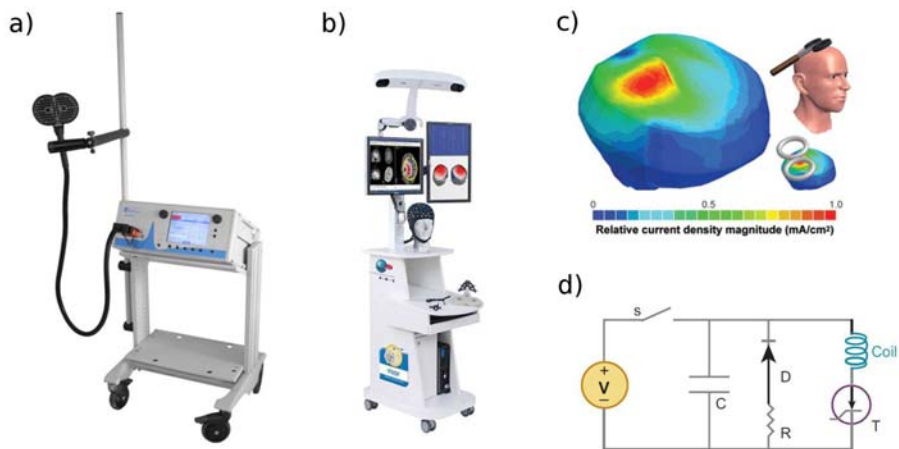 a)
b)
c)
0
0.5
1.0
Relative current density magnitude (mA/cm²)
d)
s
+
V
−
C
D
R
Coil
T